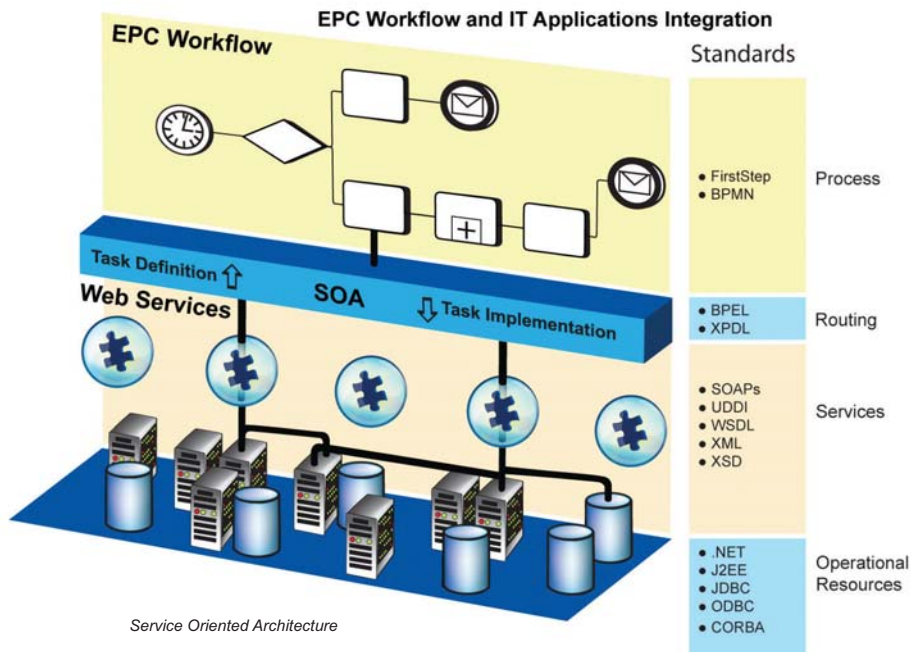 EPC Workflow and IT Applications Integration
EPC Workflow
Standards
• FirstStep
• BPMN
Process
Task Definition
SOA
Task Implementation
• BPEL
• XPDL
Routing
Web Services
• SOAPs
• UDDI
• WSDL
• XML
• XSD
Services
• .NET
• J2EE
• JDBC
• ODBC
• CORBA
Operational
Resources
Service Oriented Architecture